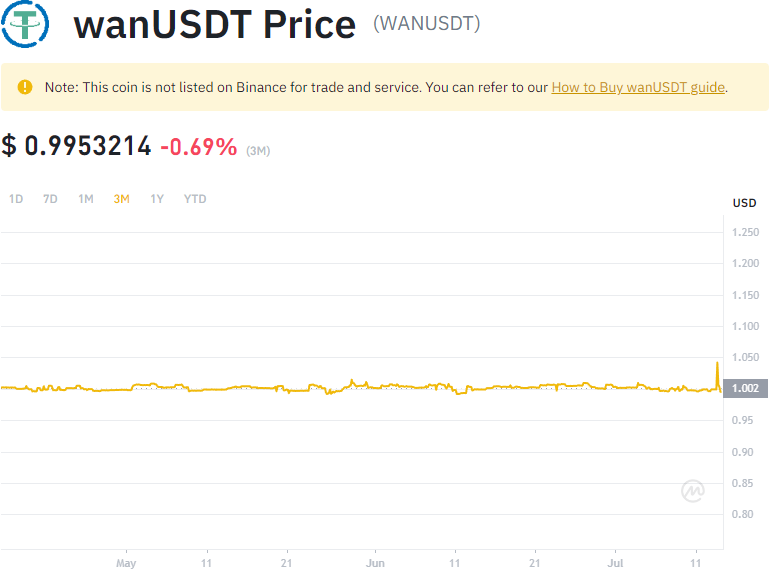 wanUSDT Price (WANUSDT)
Note: This coin is not listed on Binance for trade and service. You can refer to our How to Buy wanUSDT guide.
$ 0.9953214 -0.69% (3M)
1D 7D 1M 3M 1Y YTD
USD
1.250
1.200
1.150
1.100
1.050
1.002
0.95
0.90
0.85
0.80
May 11 21 Jun 11 21 Jul 11